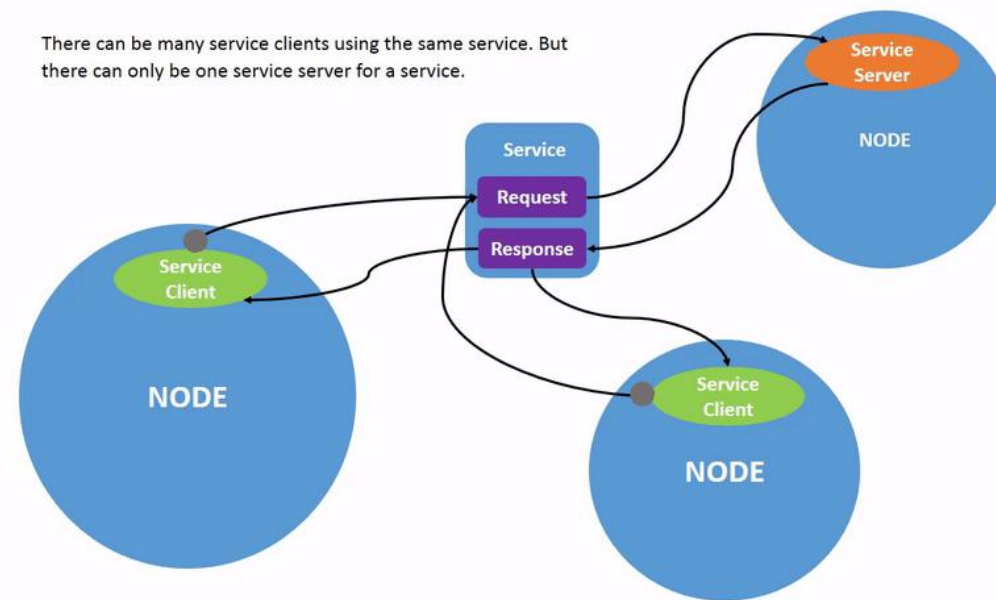 There can be many service clients using the same service. But
there can only be one service server for a service.
Service
Server
NODE
Service
Request
Response
Service
Client
NODE
Service
Client
NODE